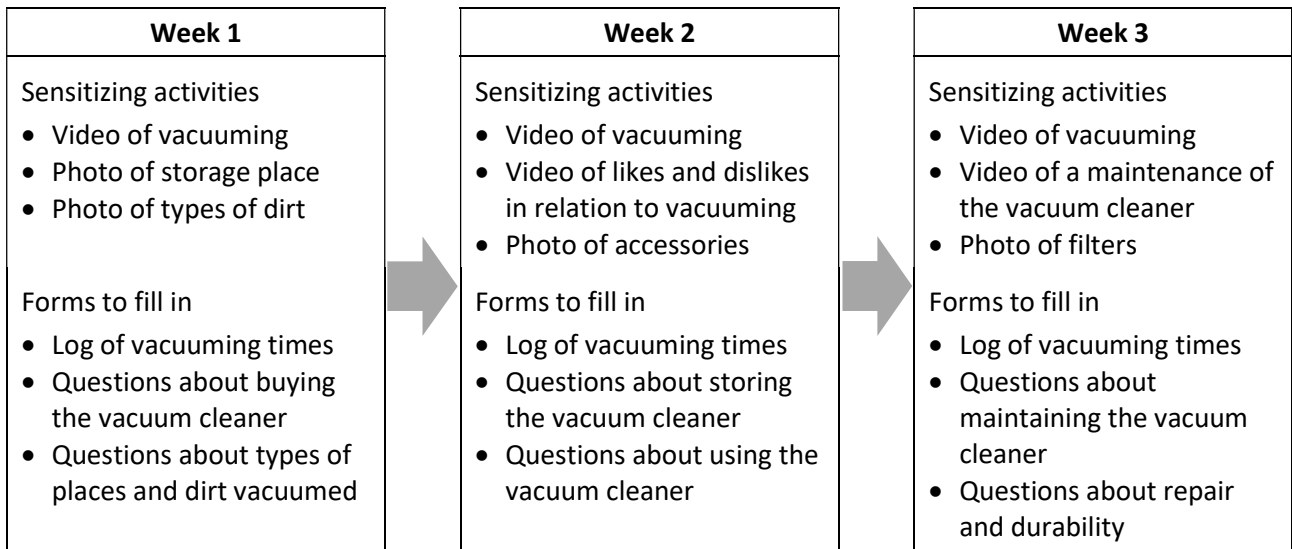 Week 1
Sensitizing activities
• Video of vacuuming
• Photo of storage place
• Photo of types of dirt
Forms to fill in
• Log of vacuuming times
• Questions about buying
the vacuum cleaner
• Questions about types of
places and dirt vacuumed
Week 2
Sensitizing activities
• Video of vacuuming
• Video of likes and dislikes
in relation to vacuuming
• Photo of accessories
Forms to fill in
• Log of vacuuming times
• Questions about storing
the vacuum cleaner
• Questions about using the
vacuum cleaner
Week 3
Sensitizing activities
• Video of vacuuming
• Video of a maintenance of
the vacuum cleaner
• Photo of filters
Forms to fill in
• Log of vacuuming times
• Questions about
maintaining the vacuum
cleaner
• Questions about repair
and durability